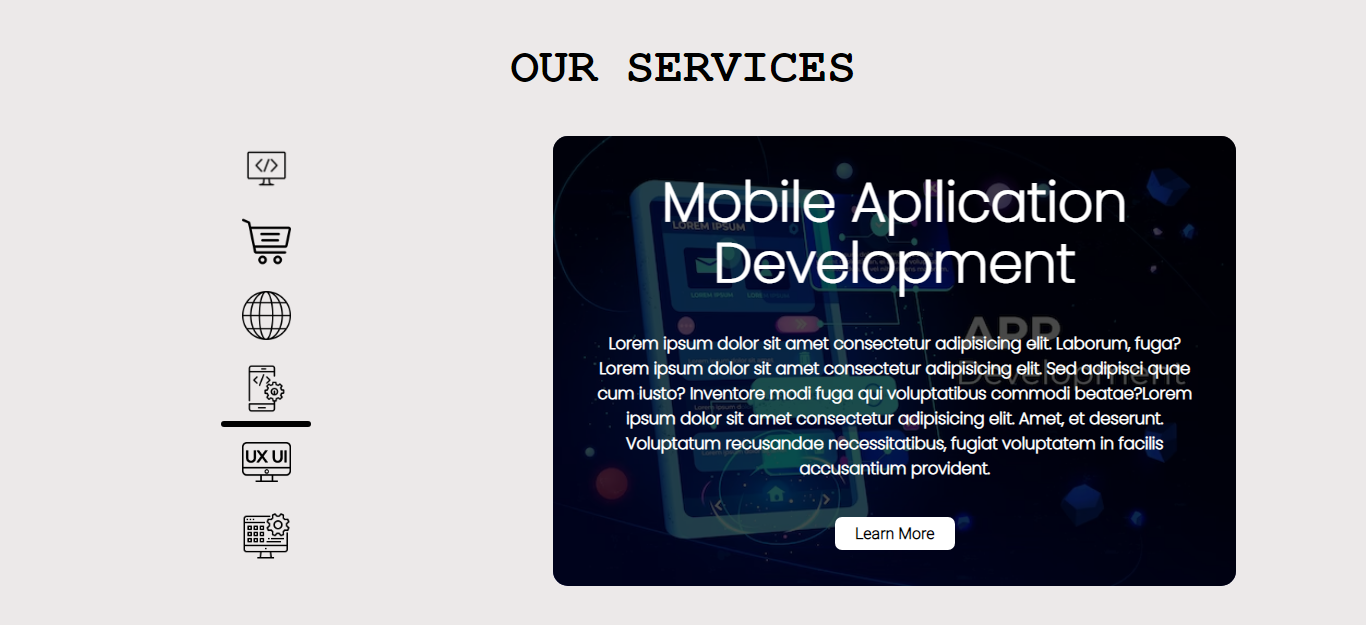 OUR SERVICES
</>
Mobile Apllication
Development
LOREM IPSUM
APP
Development
Lorem ipsum dolor sit amet consectetur adipisicing elit. Laborum, fuga?
Lorem ipsum dolor sit amet consectetur adipisicing elit. Sed adipisci quae
cum iusto? Inventore modi fuga qui voluptatibus commodi beatae?Lorem
ipsum dolor sit amet consectetur adipisicing elit. Amet, et deserunt.
Voluptatum recusandae necessitatibus, fugiat voluptatem in facilis
accusantium provident.
</>
UX UI
Learn More